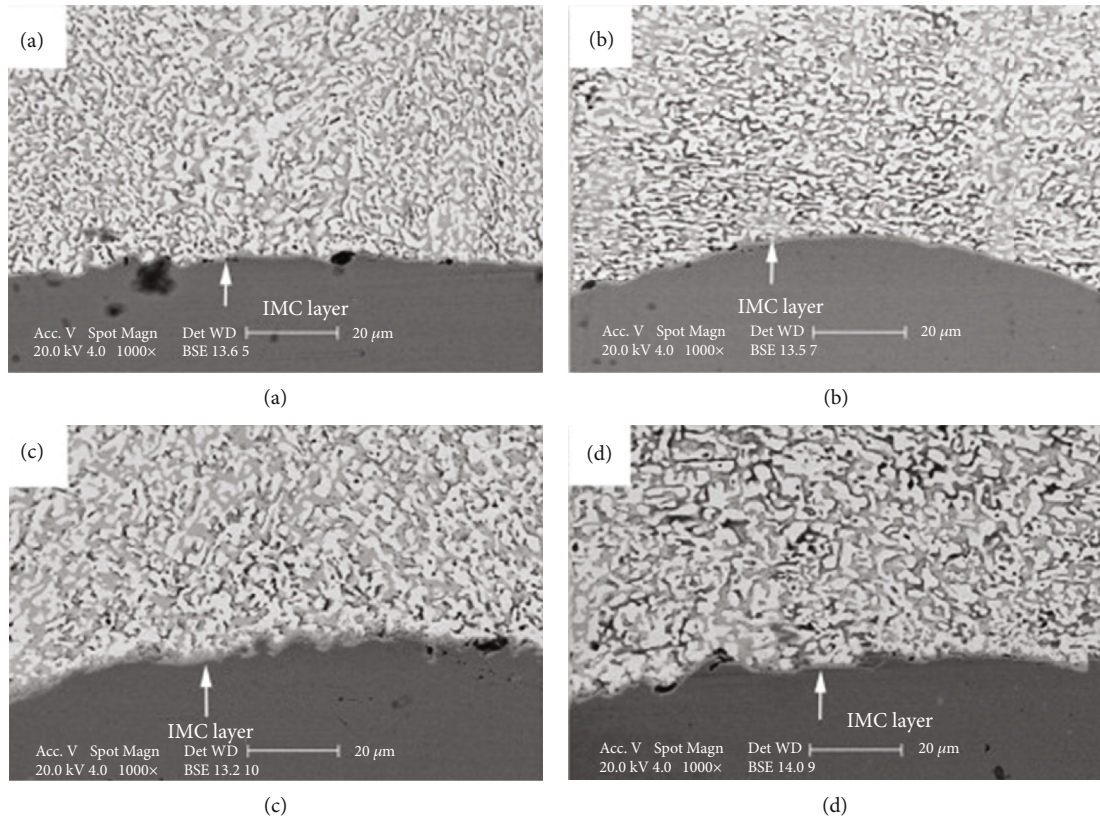 (a)
IMC layer
Acc. V Spot Magn Det WD 20 μm
20.0 kV 4.0 1000× BSE 13.6 5
(a)
(b)
IMC layer
Acc. V Spot Magn Det WD 20 μm
20.0 kV 4.0 1000× BSE 13.5 7
(b)
(c)
IMC layer
Acc. V Spot Magn Det WD 20 μm
20.0 kV 4.0 1000× BSE 13.2 10
(c)
(d)
IMC layer
Acc. V Spot Magn Det WD 20 μm
20.0 kV 4.0 1000× BSE 14.0 9
(d)